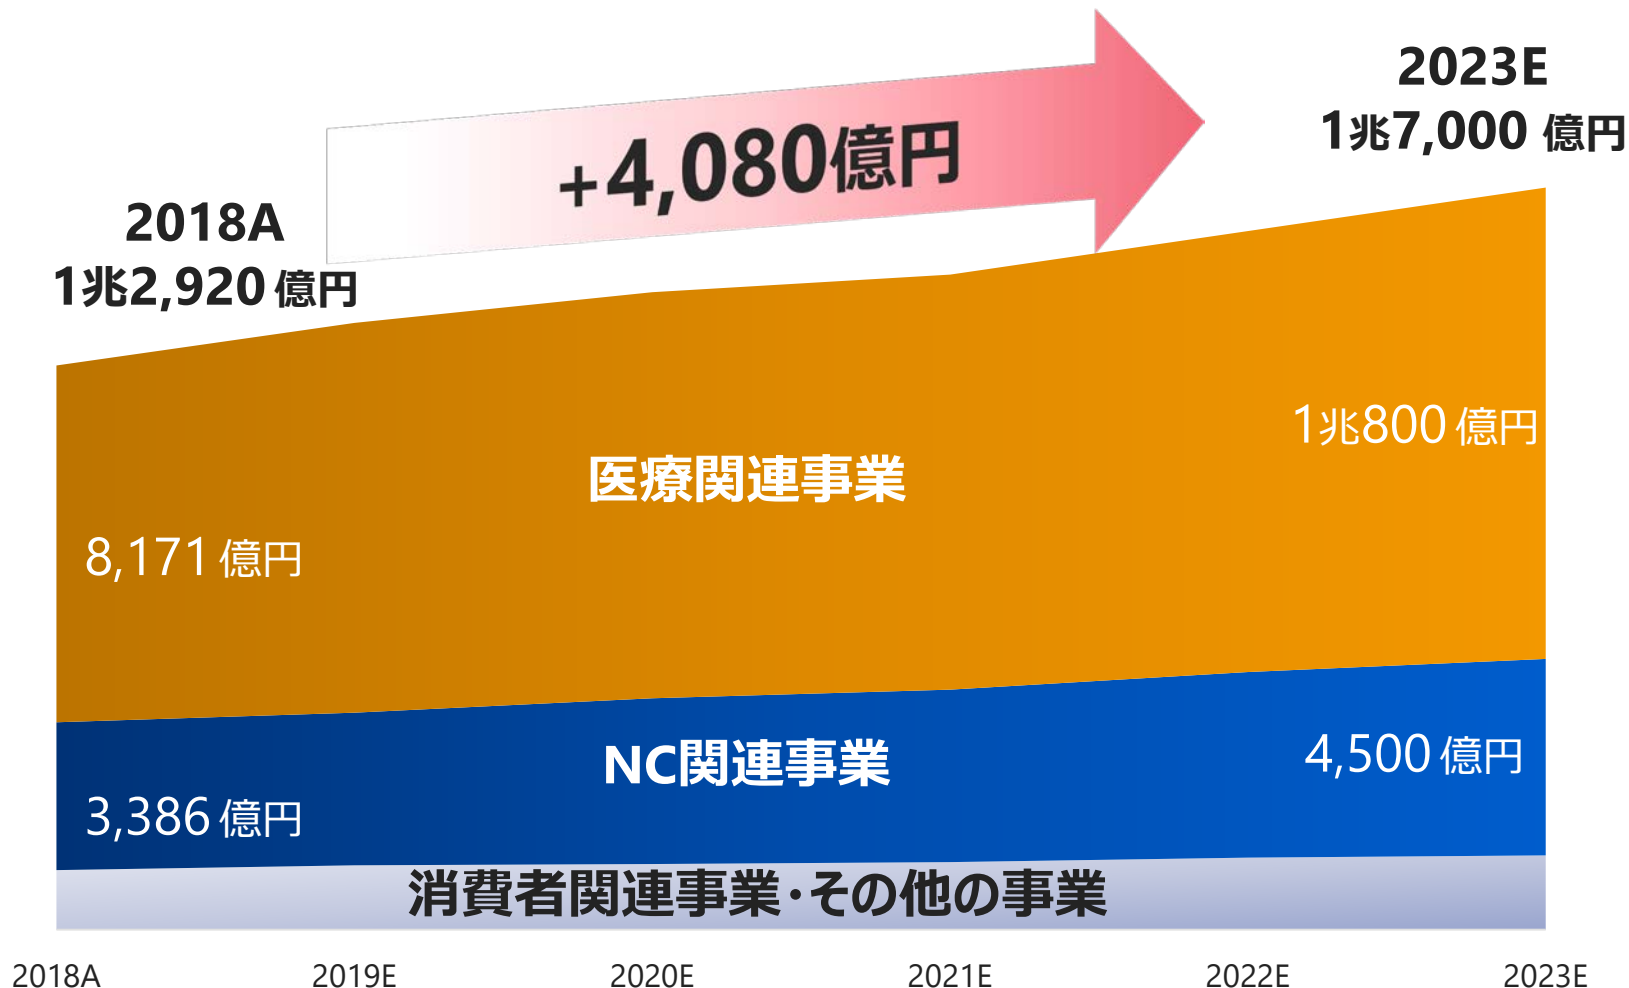 2023E
1兆7,000 億円
+4,080億円
2018A
1兆2,920 億円
1兆800 億円
医療関連事業
8,171 億円
NC関連事業
4,500 億円
3,386 億円
消費者関連事業・その他の事業
2018A 2019E 2020E 2021E 2022E 2023E